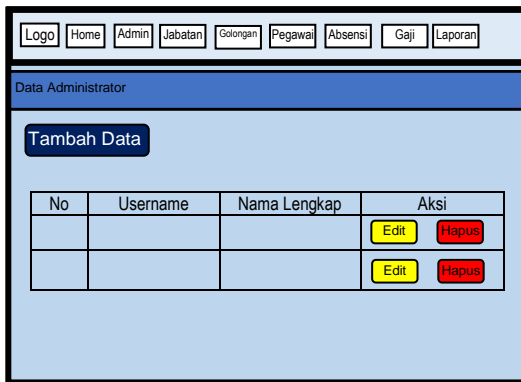 Logo Home Admin Jabatan Golongan Pegawai Absensi Gaji Laporan
Data Administrator
Tambah Data
No Username Nama Lengkap Aksi
Edit Hapus
Edit Hapus